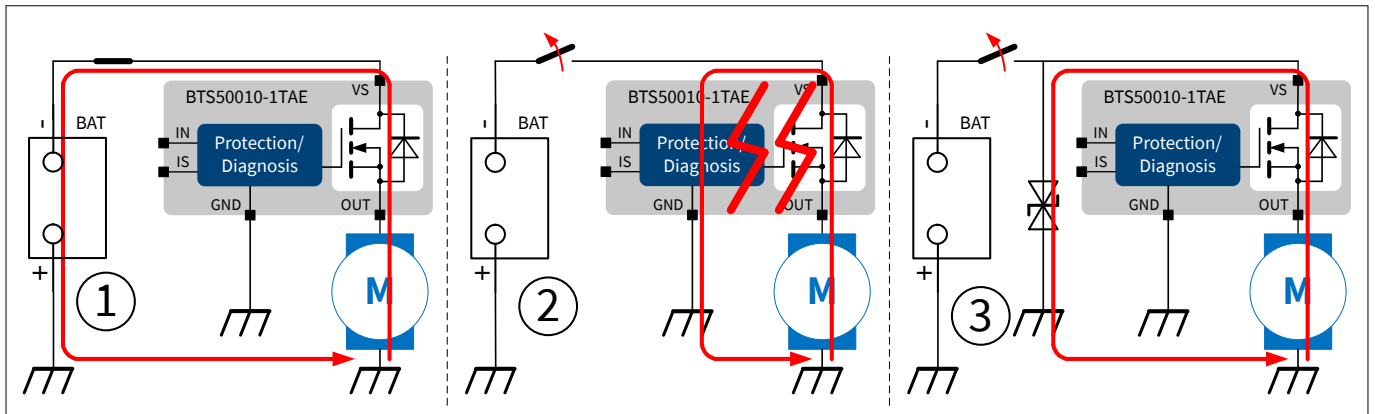 BTS50010-1TAE
VS
-
BAT
IN
IS
Protection/
Diagnosis
GND
OUT
+
1
M
BTS50010-1TAE
VS
-
BAT
IN
IS
Protection/
Diagnosis
GND
OUT
+
2
M
BTS50010-1TAE
VS
-
BAT
IN
IS
Protection/
Diagnosis
GND
OUT
+
3
M